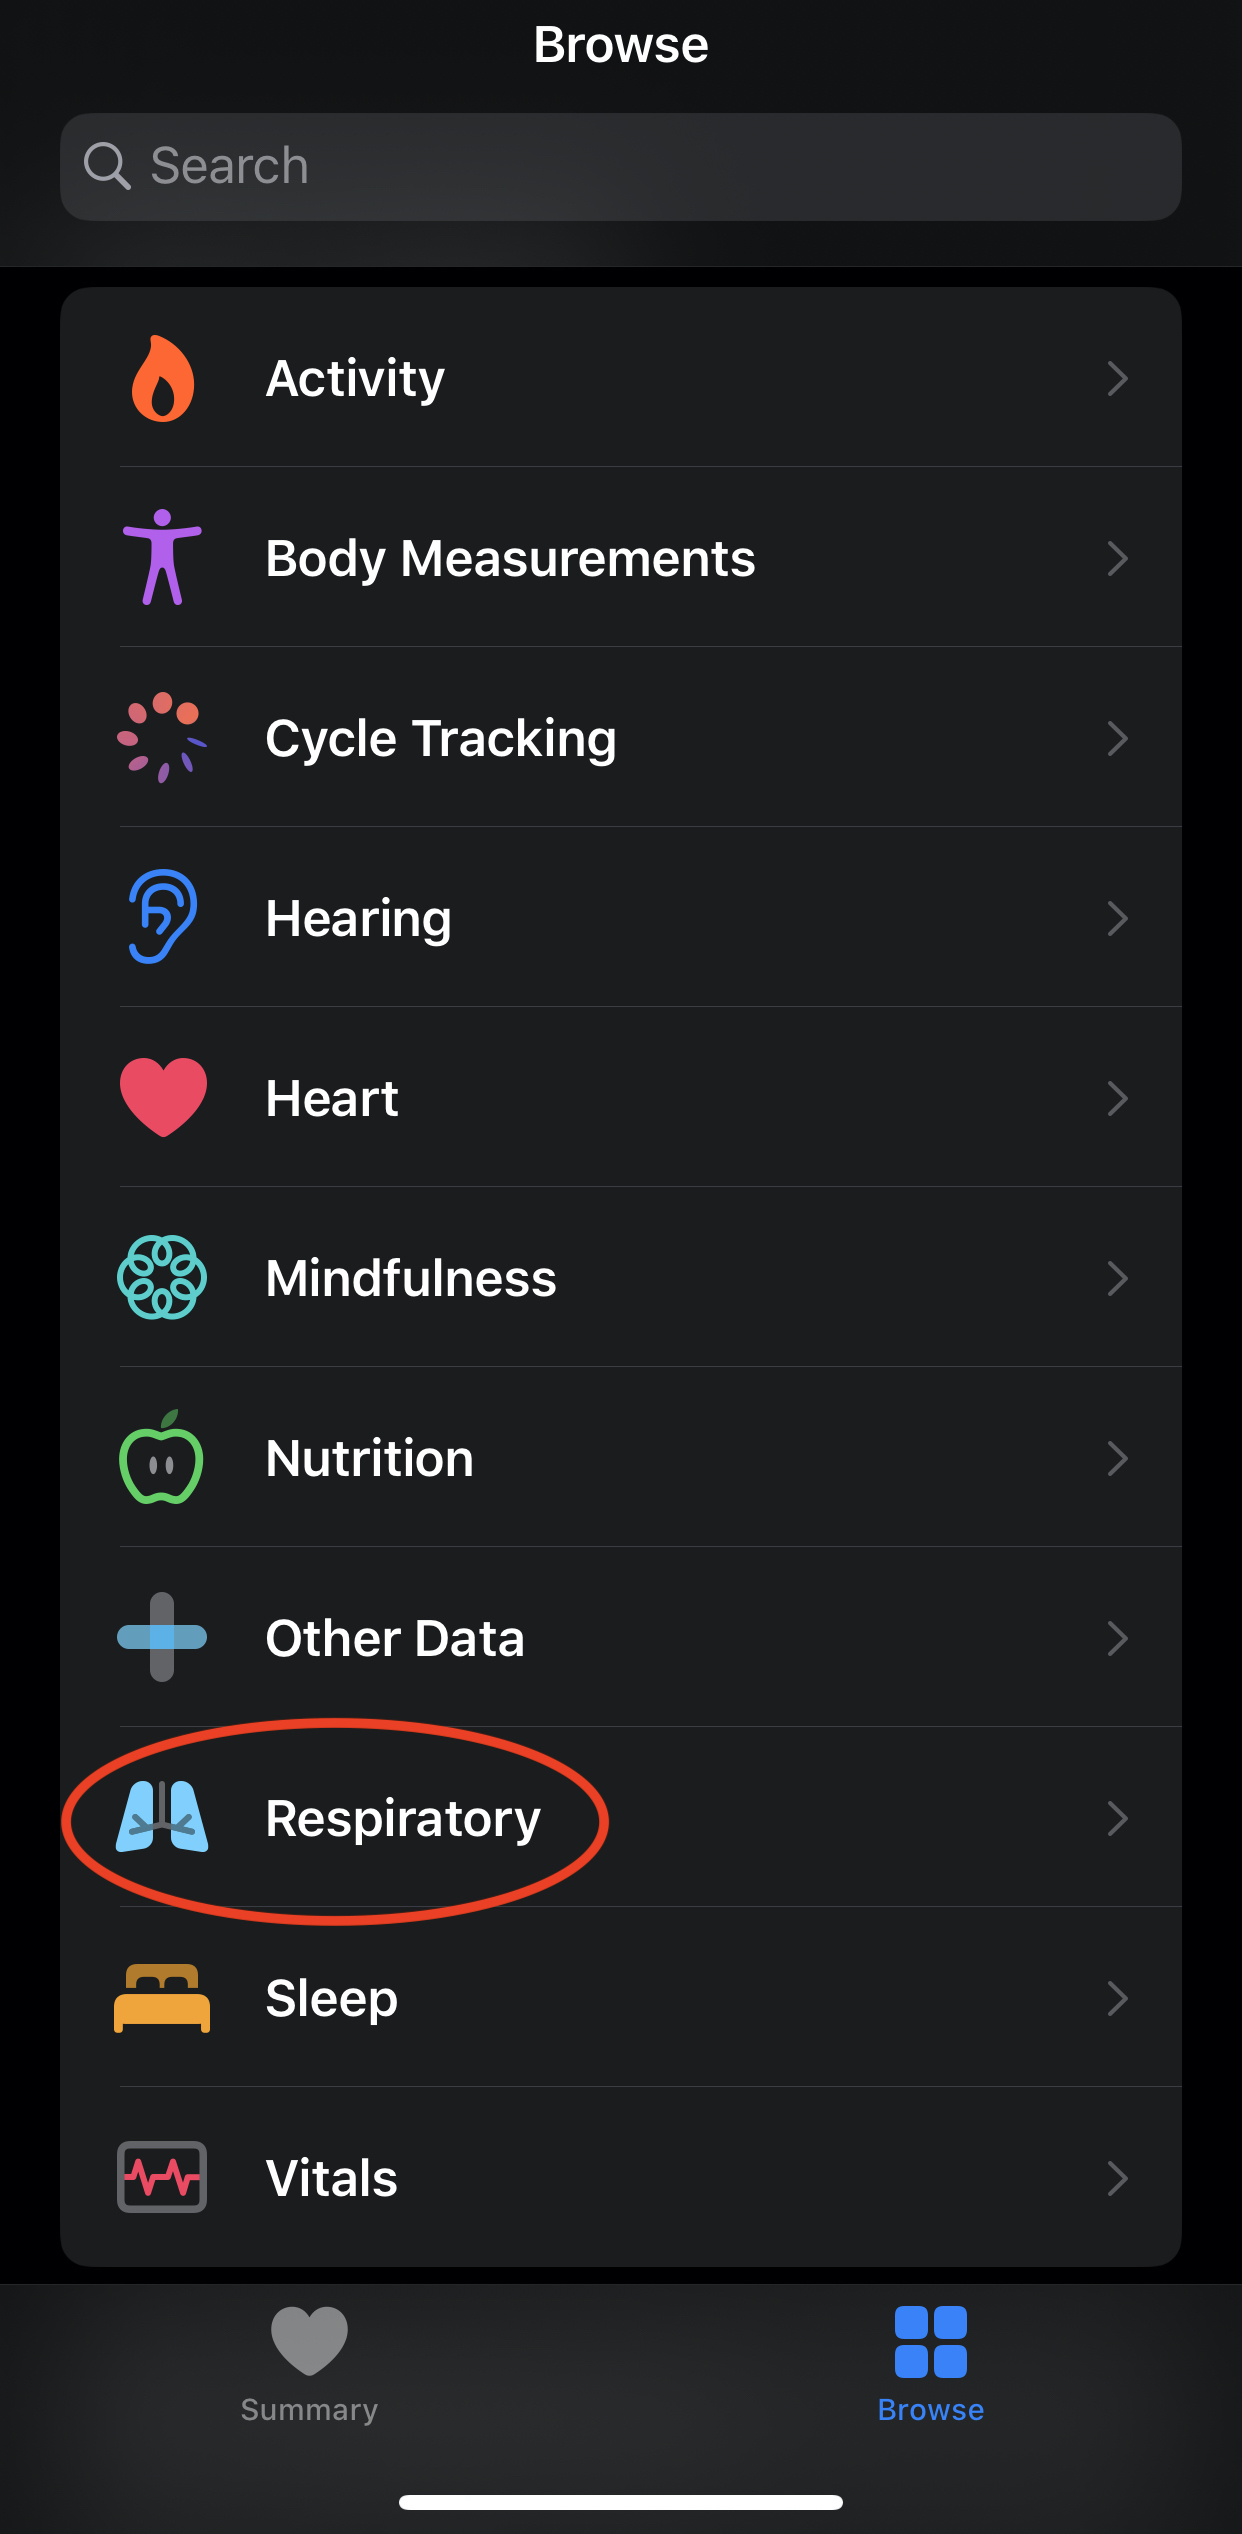 Browse
Search
Activity
Body Measurements
Cycle Tracking
Hearing
Heart
Mindfulness
Nutrition
Other Data
Respiratory
Sleep
Vitals
Summary
Browse